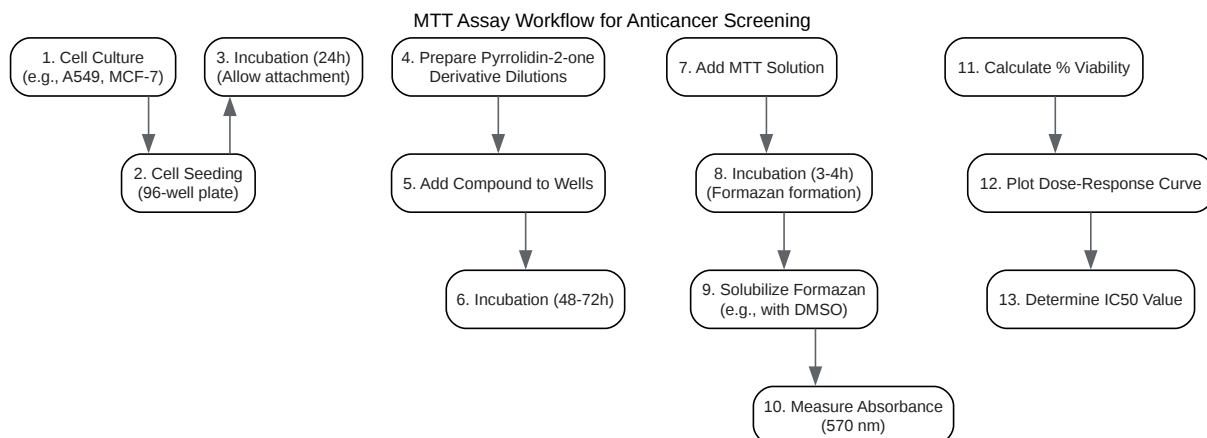 MTT Assay Workflow for Anticancer Screening
1. Cell Culture
(e.g., A549, MCF-7)
2. Cell Seeding
(96-well plate)
3. Incubation (24h)
(Allow attachment)
4. Prepare Pyrrolidin-2-one
Derivative Dilutions
5. Add Compound to Wells
6. Incubation (48-72h)
7. Add MTT Solution
8. Incubation (3-4h)
(Formazan formation)
9. Solubilize Formazan
(e.g., with DMSO)
10. Measure Absorbance
(570 nm)
11. Calculate % Viability
12. Plot Dose-Response Curve
13. Determine IC50 Value